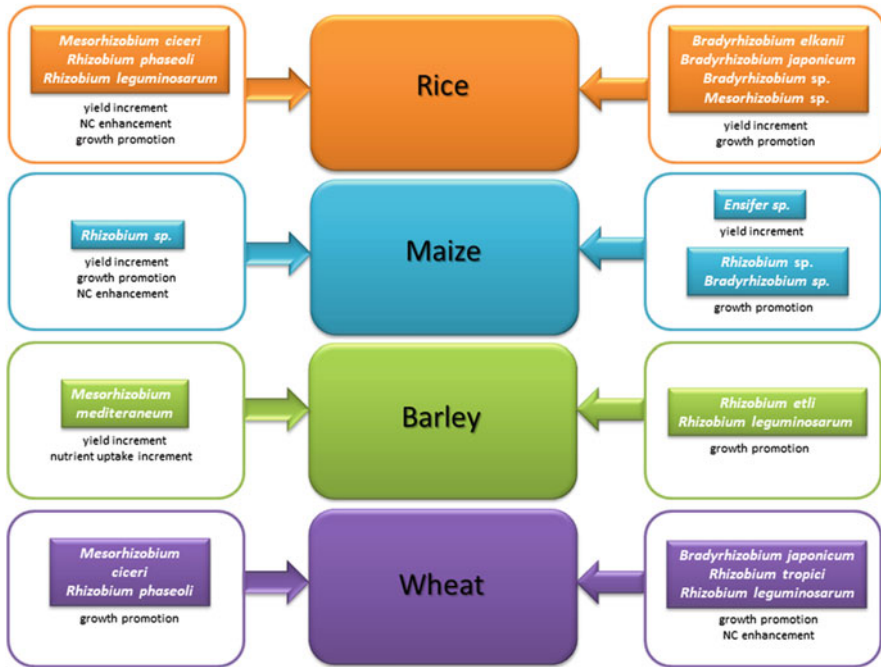 Mesorhizobium ciceri
Rhizobium phaseoli
Rhizobium leguminosarum
yield increment
NC enhancement
growth promotion
Rice
Bradyrhizobium elkanii
Bradyrhizobium japonicum
Bradyrhizobium sp.
Mesorhizobium sp.
yield increment
growth promotion
Rhizobium sp.
yield increment
growth promotion
NC enhancement
Maize
Ensifer sp.
yield increment
Rhizobium sp.
Bradyrhizobium sp.
growth promotion
Mesorhizobium
mediteraneum
yield increment
nutrient uptake increment
Barley
Rhizobium etli
Rhizobium leguminosarum
growth promotion
Mesorhizobium
ciceri
Rhizobium phaseoli
growth promotion
Wheat
Bradyrhizobium japonicum
Rhizobium tropici
Rhizobium leguminosarum
growth promotion
NC enhancement